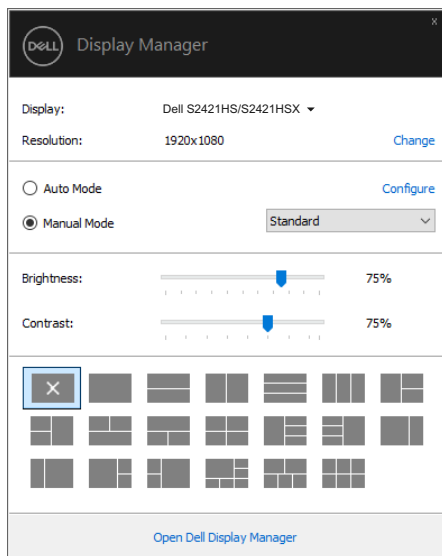 x
DELL Display Manager
Display: Dell S2421HS/S2421HSX
Resolution: 1920x1080 Change
Auto Mode Configure
Manual Mode Standard
Brightness: 75%
Contrast: 75%
Open Dell Display Manager